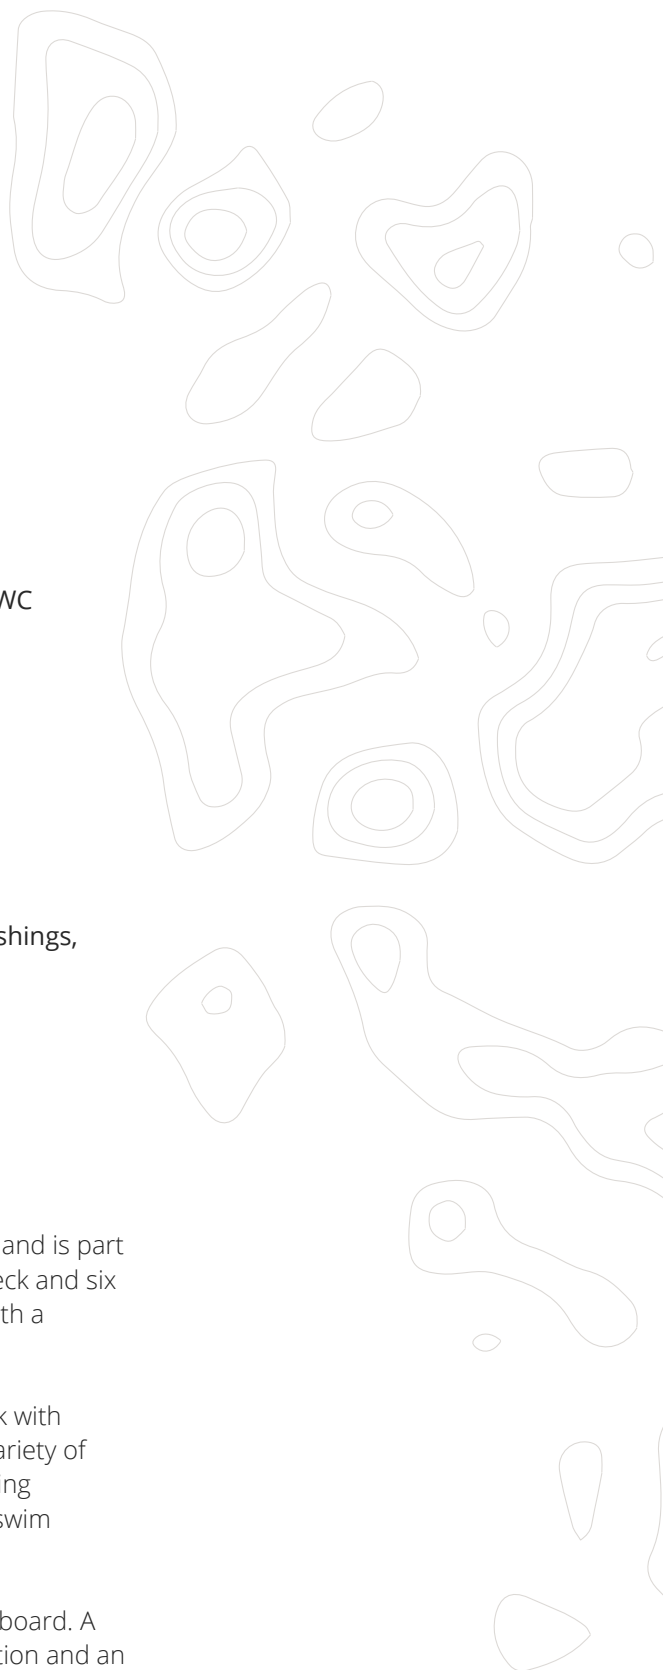 WC
shings,
and is part
eck and six
th a
k with
ariety of
ing
swim
board. A
tion and an